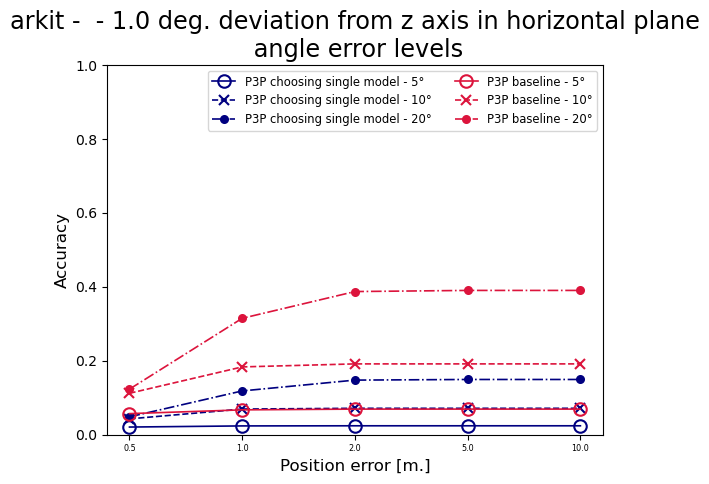 arkit -  - 1.0 deg. deviation from z axis in horizontal plane
angle error levels
P3P choosing single model - 5°
P3P choosing single model - 10°
P3P choosing single model - 20°
P3P baseline - 5°
P3P baseline - 10°
P3P baseline - 20°
1.0
0.8
0.6
0.4
0.2
0.0
Accuracy
0.5 1.0 2.0 5.0 10.0
Position error [m.]